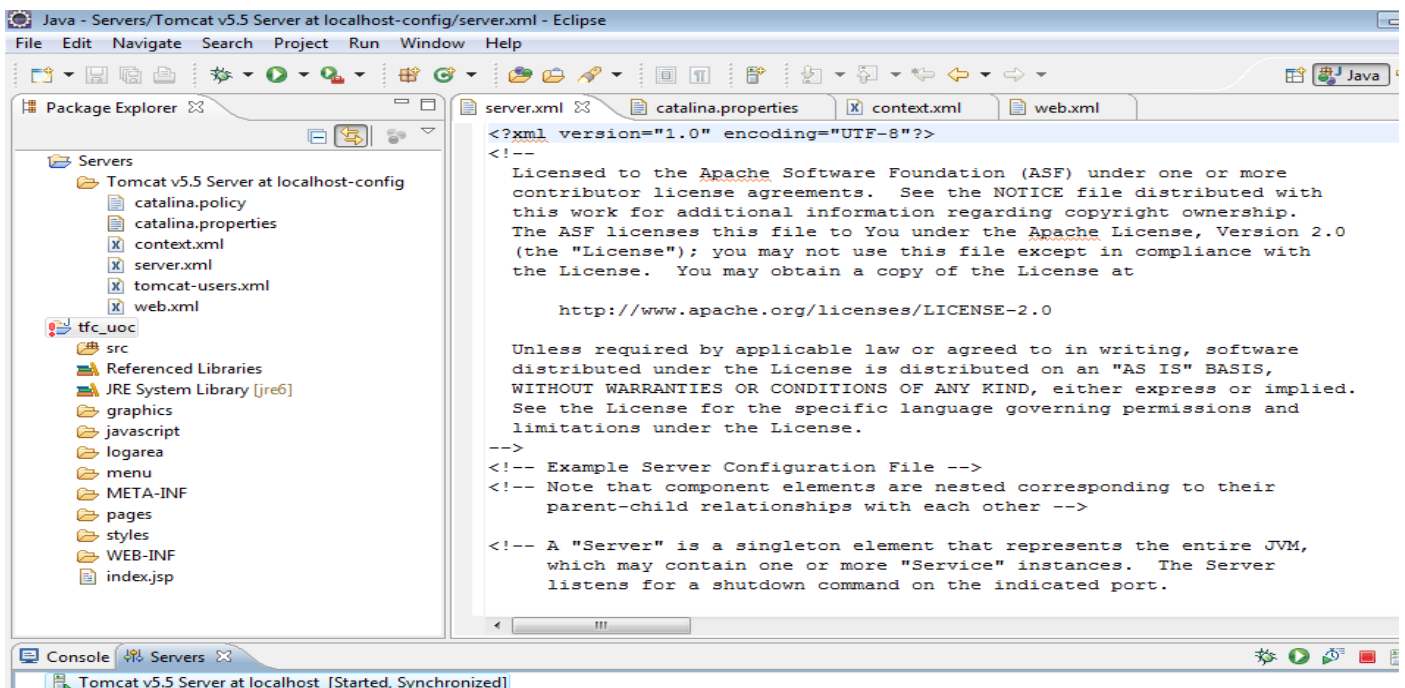 Java - Servers/Tomcat v5.5 Server at localhost-config/server.xml - Eclipse
File Edit Navigate Search Project Run Window Help
Java
Package Explorer
server.xml
catalina.properties
context.xml
web.xml
Servers
Tomcat v5.5 Server at localhost-config
catalina.policy
catalina.properties
context.xml
server.xml
tomcat-users.xml
web.xml
tfc_uoc
src
Referenced Libraries
JRE System Library [jre6]
graphics
javascript
logarea
menu
META-INF
pages
styles
WEB-INF
index.jsp
<?xml version="1.0" encoding="UTF-8"?>
<!--
Licensed to the Apache Software Foundation (ASF) under one or more
contributor license agreements.  See the NOTICE file distributed with
this work for additional information regarding copyright ownership.
The ASF licenses this file to You under the Apache License, Version 2.0
(the "License"); you may not use this file except in compliance with
the License.  You may obtain a copy of the License at
http://www.apache.org/licenses/LICENSE-2.0
Unless required by applicable law or agreed to in writing, software
distributed under the License is distributed on an "AS IS" BASIS,
WITHOUT WARRANTIES OR CONDITIONS OF ANY KIND, either express or implied.
See the License for the specific language governing permissions and
limitations under the License.
-->
<!-- Example Server Configuration File -->
<!-- Note that component elements are nested corresponding to their
parent-child relationships with each other -->
<!-- A "Server" is a singleton element that represents the entire JVM,
which may contain one or more "Service" instances.  The Server
listens for a shutdown command on the indicated port.
Console
Servers
Tomcat v5.5 Server at localhost [Started, Synchronized]